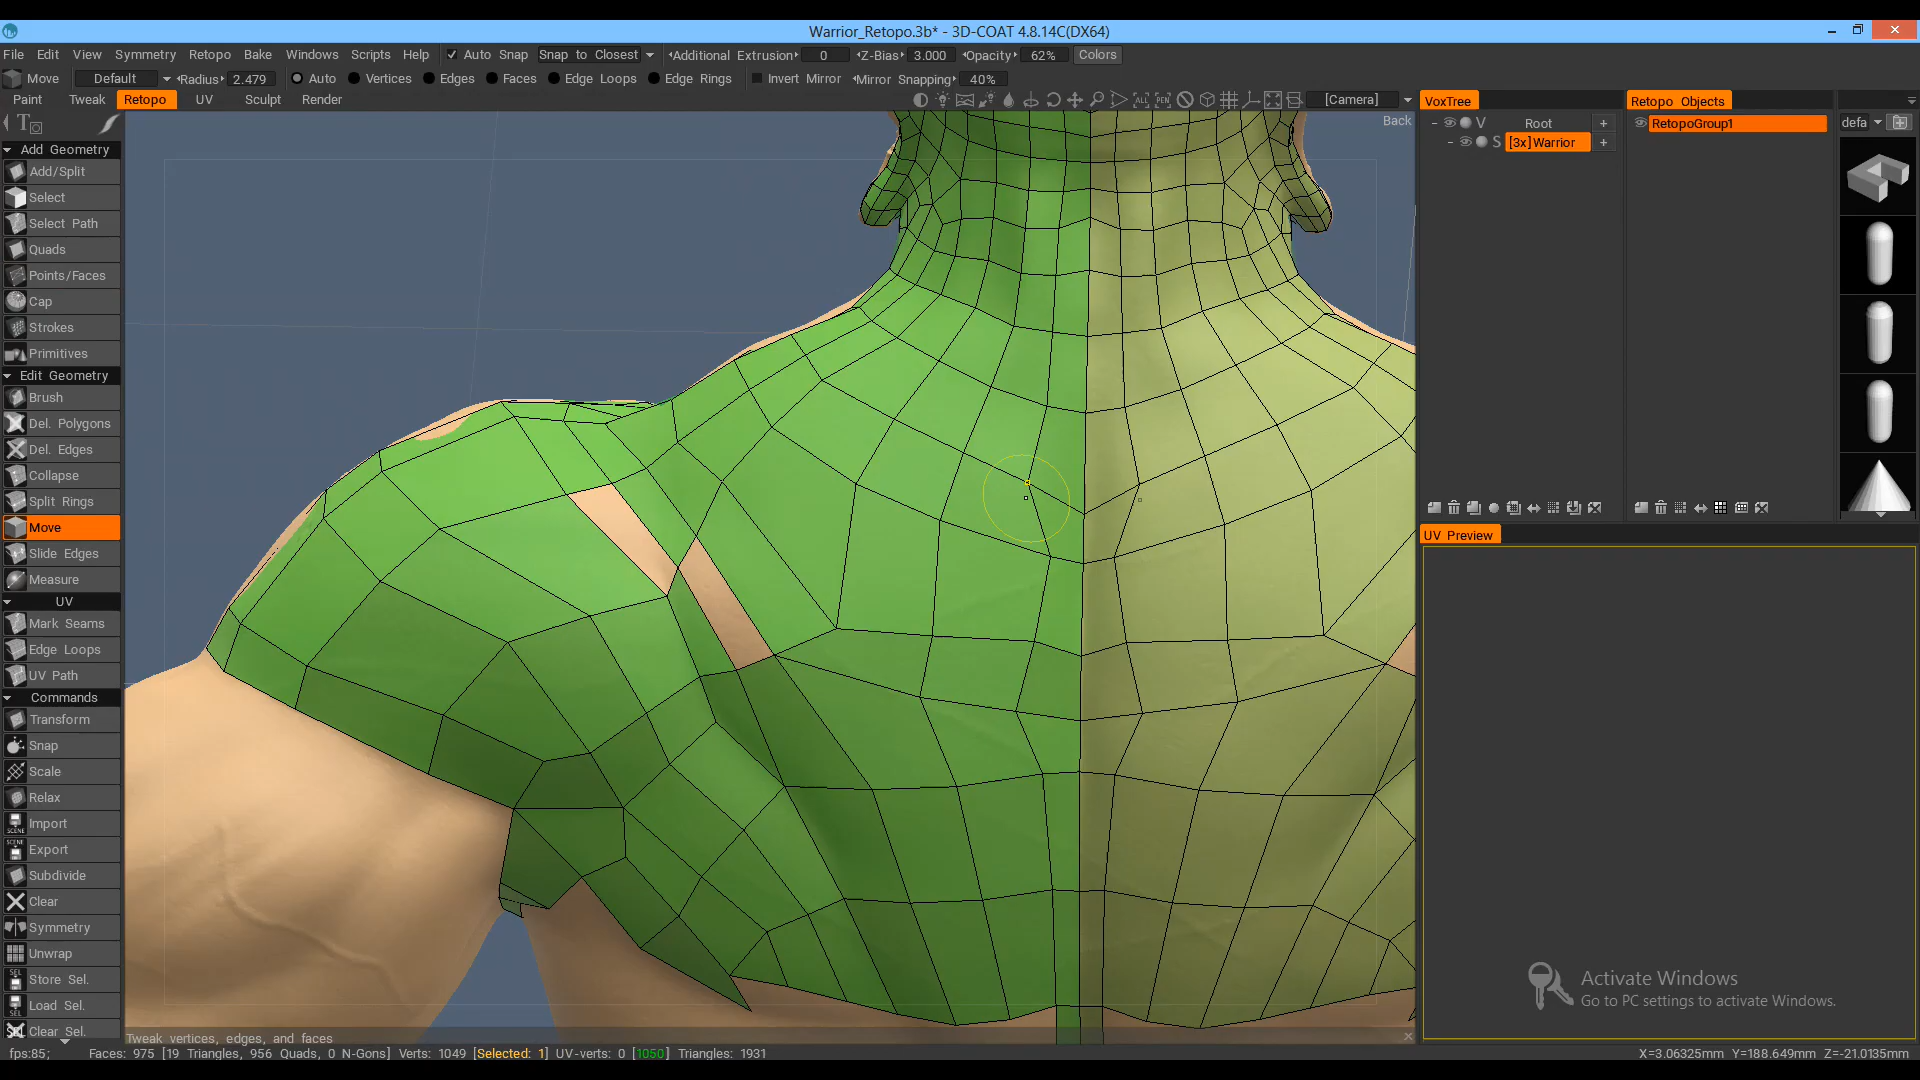 Warrior_Retopo.3b* - 3D-COAT 4.8.14C(DX64)
File Edit View Symmetry Retopo Bake Windows Scripts Help Auto Snap Snap to Closest Additional Extrusion 0 Z-Bias 3.000 Opacity 62% Colors
Move Default Radius 2.479 Auto Vertices Edges Faces Edge Loops Edge Rings Invert Mirror Mirror Snapping 40%
Paint Tweak Retopo UV Sculpt Render ALL PEN [Camera] VoxTree Retopo Objects
Back
V Root + RetopoGroup1 defa
S [3x]Warrior +
Add Geometry
Add/Split
Select
Select Path
Quads
Points/Faces
Cap
Strokes
Primitives
Edit Geometry
Brush
Del. Polygons
Del. Edges
Collapse
Split Rings
Move
Slide Edges
Measure
UV
Mark Seams
Edge Loops
UV Path
Commands
Transform
Snap
Scale
Relax
SCENE Import
SCENE Export
Subdivide
Clear
Symmetry
Unwrap
SEL Store Sel.
SEL Load Sel.
SEL Clear Sel.
UV Preview
Activate Windows
Go to PC settings to activate Windows.
Tweak vertices, edges, and faces
fps:85; Faces: 975 [19 Triangles, 956 Quads, 0 N-Gons] Verts: 1049 [Selected: 1] UV-verts: 0 [1050] Triangles: 1931 X=3.06325mm Y=188.649mm Z=-21.0135mm